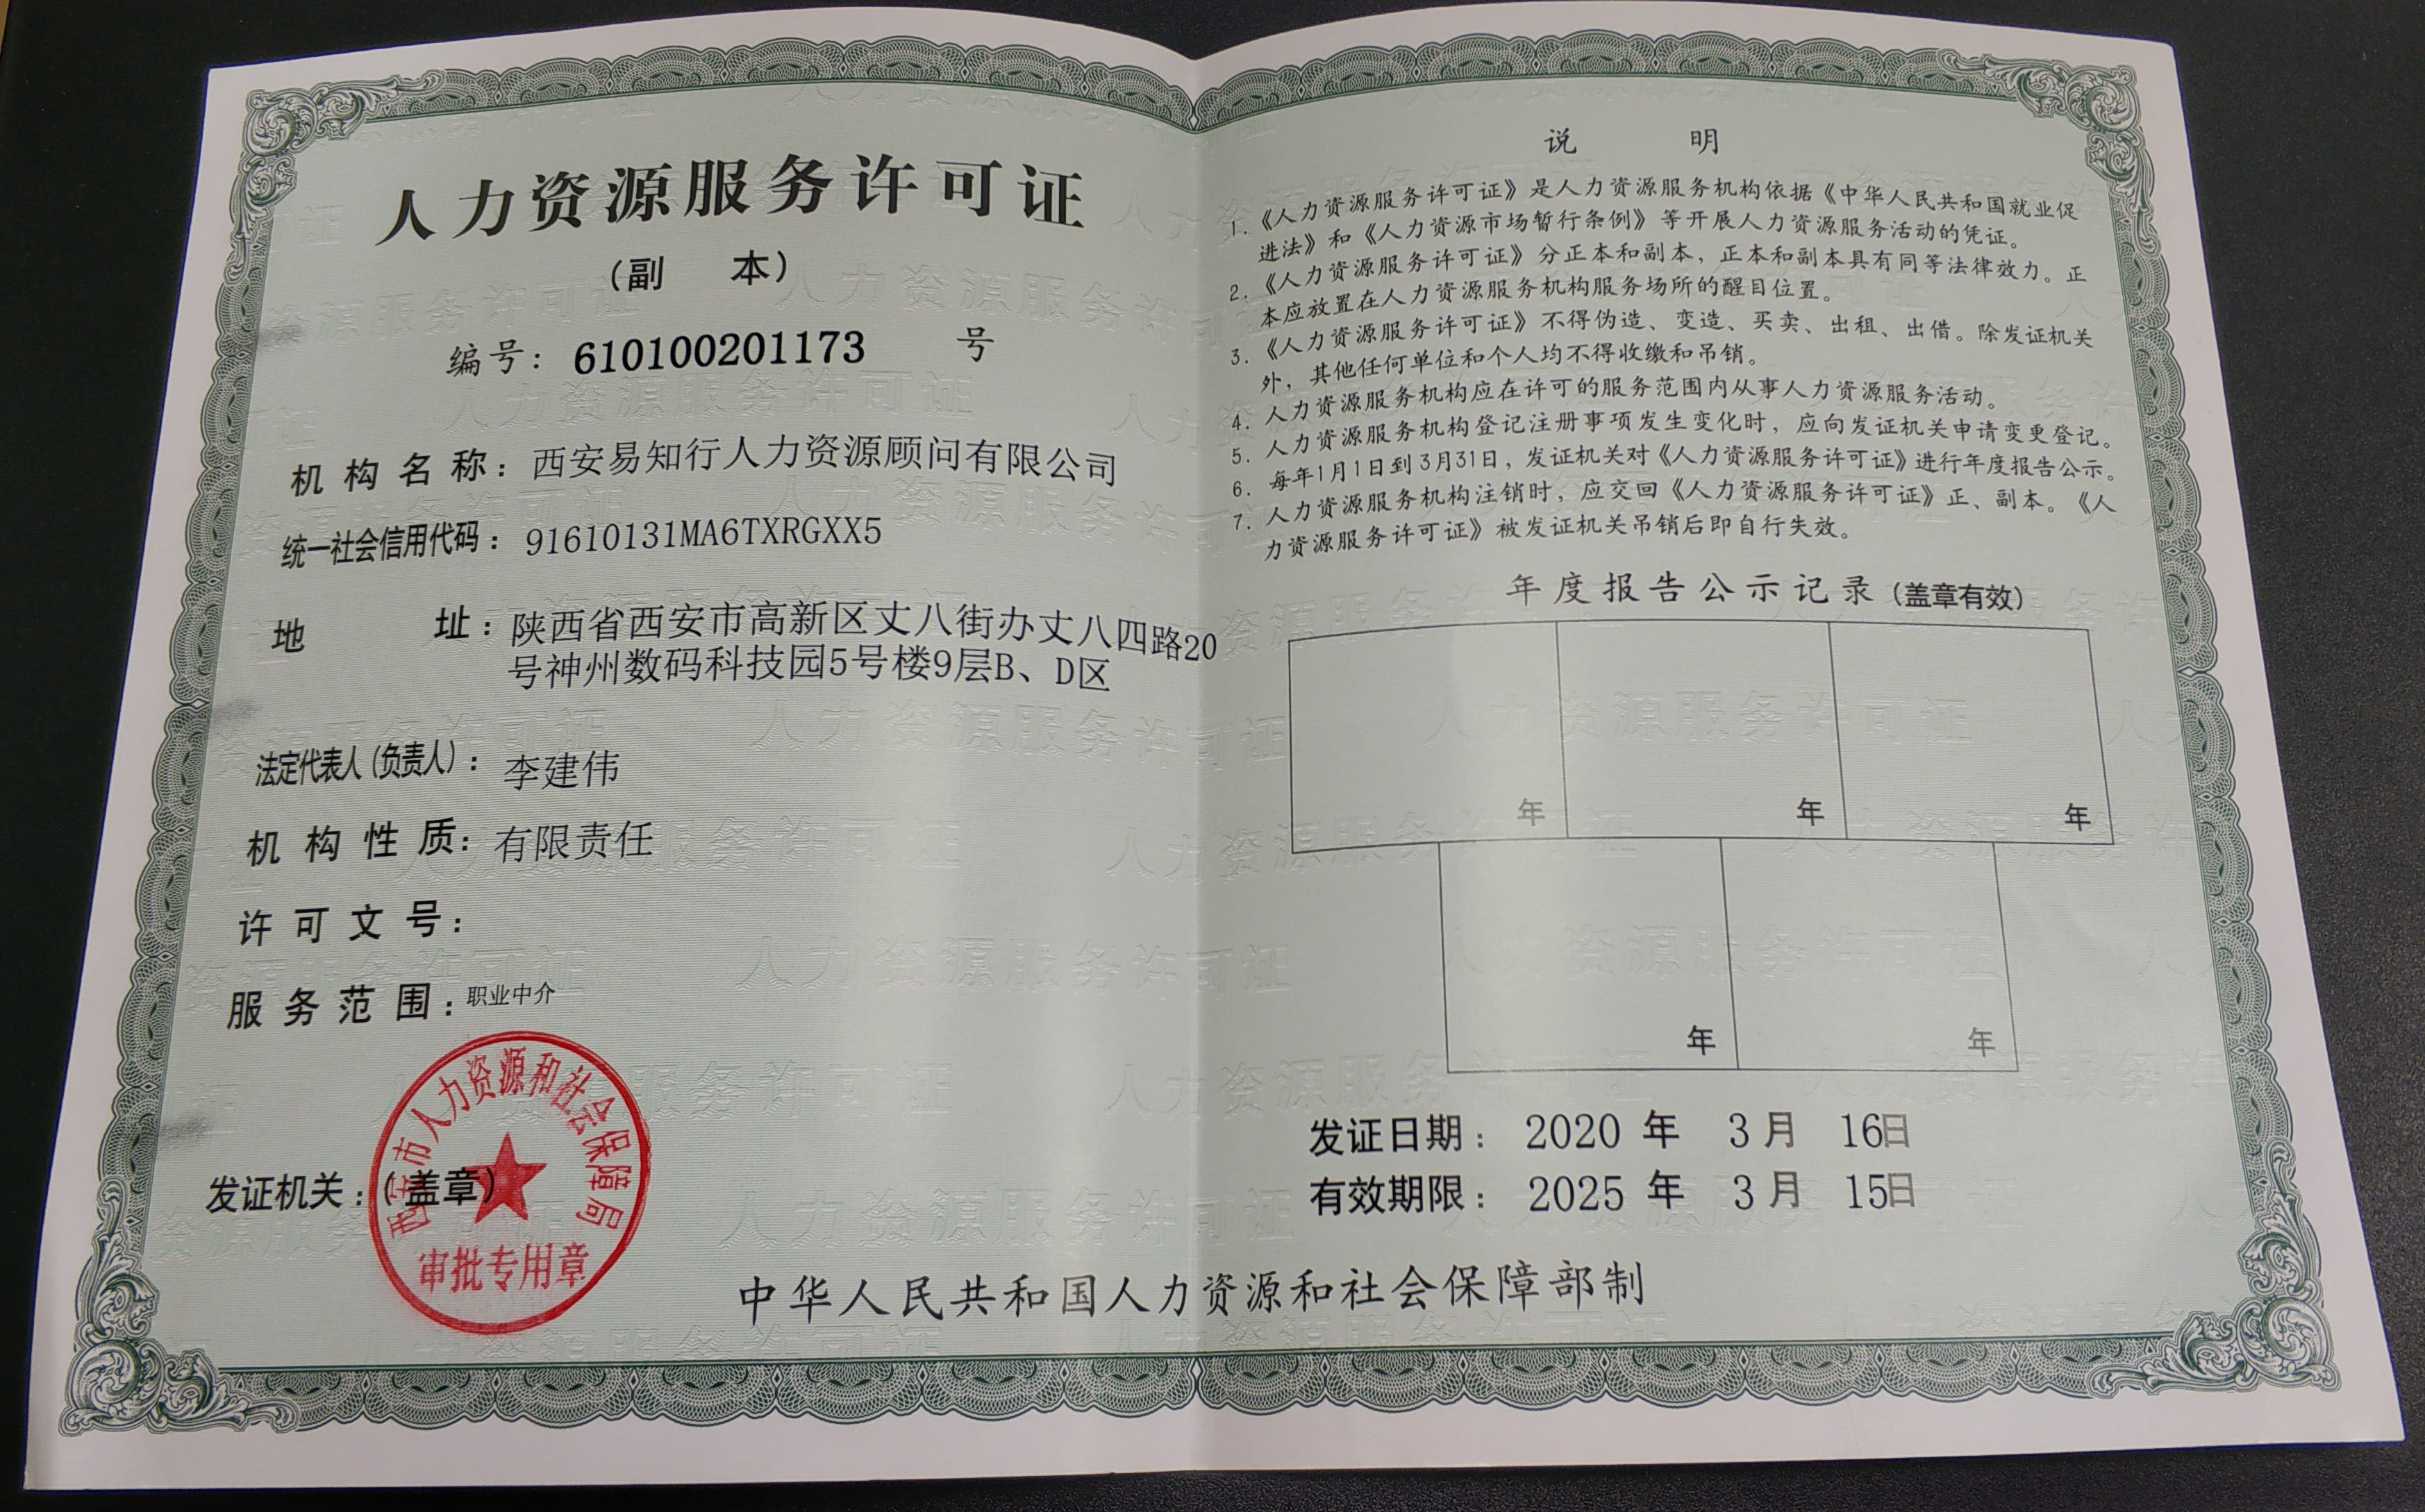 人力资源服务许可证
（副 本）
编号：610100201173 号
机构名称：西安易知行人力资源顾问有限公司
统一社会信用代码：91610131MA6TXRGXX5
地 址：陕西省西安市高新区丈八街办丈八四路20
号神州数码科技园5号楼9层B、D区
法定代表人（负责人）：李建伟
机构性质：有限责任
许可文号：
服务范围：职业中介
发证机关：（盖章）
西安市人力资源和社会保障局
审批专用章
说 明
1.《人力资源服务许可证》是人力资源服务机构依据《中华人民共和国就业促
进法》和《人力资源市场暂行条例》等开展人力资源服务活动的凭证。
2.《人力资源服务许可证》分正本和副本，正本和副本具有同等法律效力。正
本应放置在人力资源服务机构服务场所的醒目位置。
3.《人力资源服务许可证》不得伪造、变造、买卖、出租、出借。除发证机关
外，其他任何单位和个人均不得收缴和吊销。
4.人力资源服务机构应在许可的服务范围内从事人力资源服务活动。
5.人力资源服务机构登记注册事项发生变化时，应向发证机关申请变更登记。
6.每年1月1日到3月31日，发证机关对《人力资源服务许可证》进行年度报告公示。
7.人力资源服务机构注销时，应交回《人力资源服务许可证》正、副本。《人
力资源服务许可证》被发证机关吊销后即自行失效。
年度报告公示记录（盖章有效）
年 年 年
年 年
发证日期：2020 年 3 月 16日
有效期限：2025 年 3 月 15日
中华人民共和国人力资源和社会保障部制